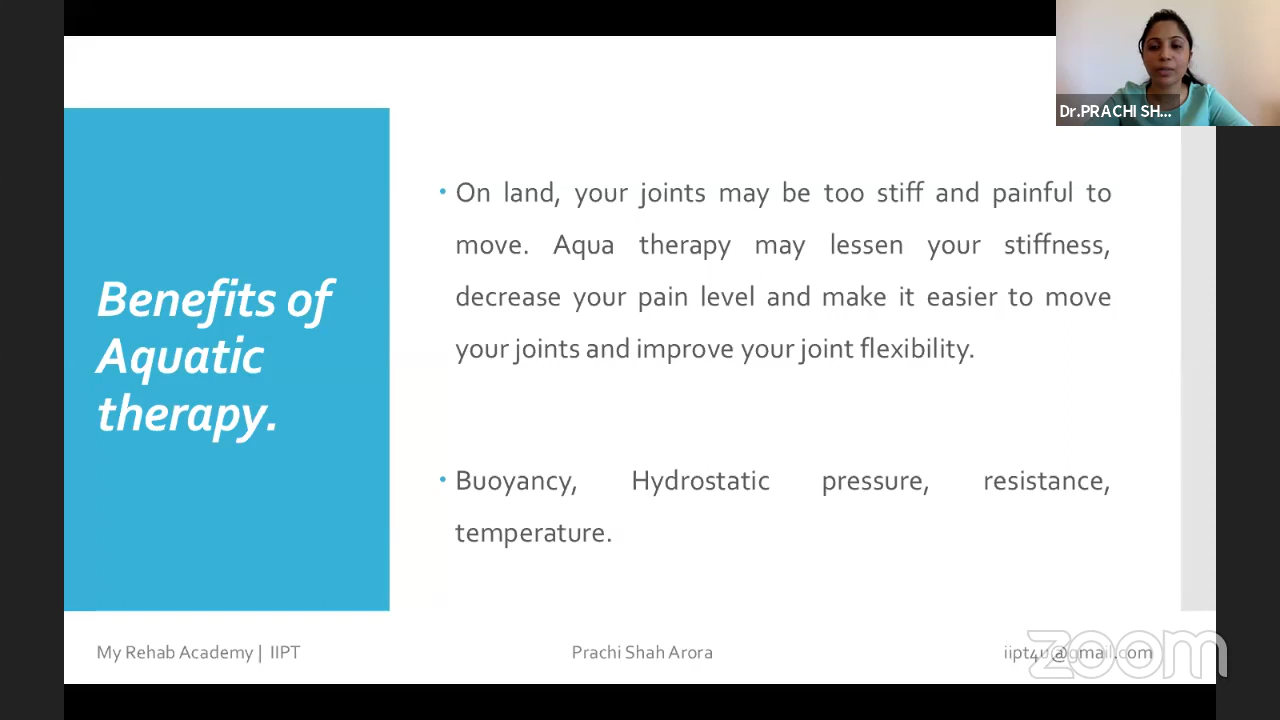 Dr.PRACHI SH...
Benefits of
Aquatic
therapy.
• On land, your joints may be too stiff and painful to
move. Aqua therapy may lessen your stiffness,
decrease your pain level and make it easier to move
your joints and improve your joint flexibility.
• Buoyancy, Hydrostatic pressure, resistance,
temperature.
My Rehab Academy | IIPT
Prachi Shah Arora
iipt4u@gmail.com
zoom